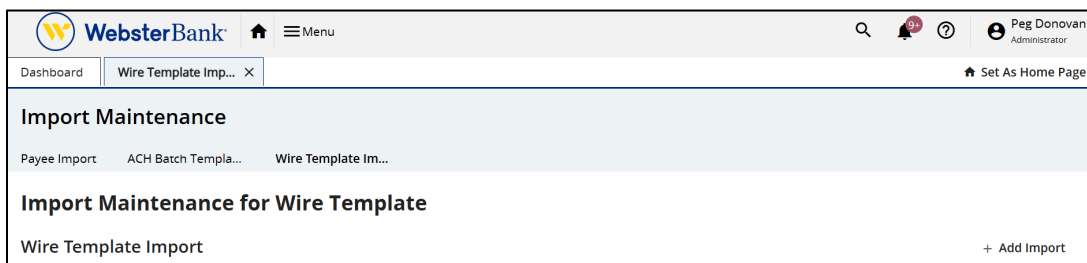 WebsterBank Menu 9+ Peg Donovan
Administrator
Dashboard Wire Template Imp... Set As Home Page
Import Maintenance
Payee Import ACH Batch Templa... Wire Template Im...
Import Maintenance for Wire Template
Wire Template Import + Add Import